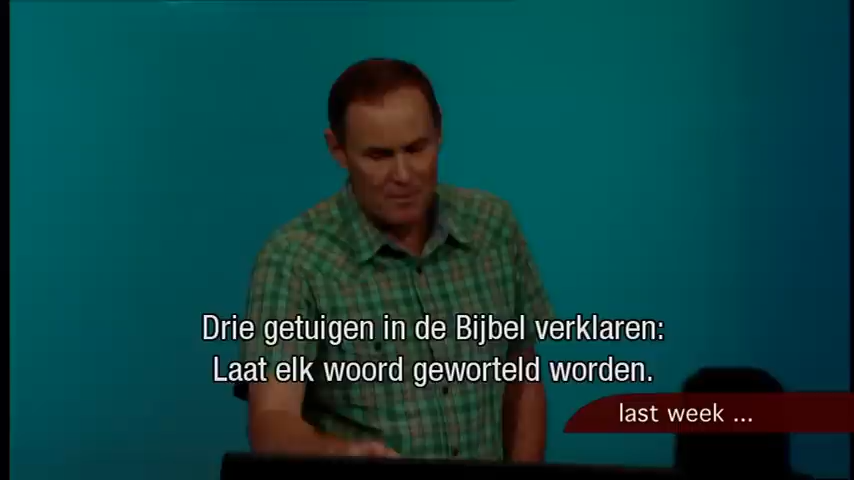 Drie getuigen in de Bijbel verklaren:
Laat elk woord geworteld worden.
last week ...